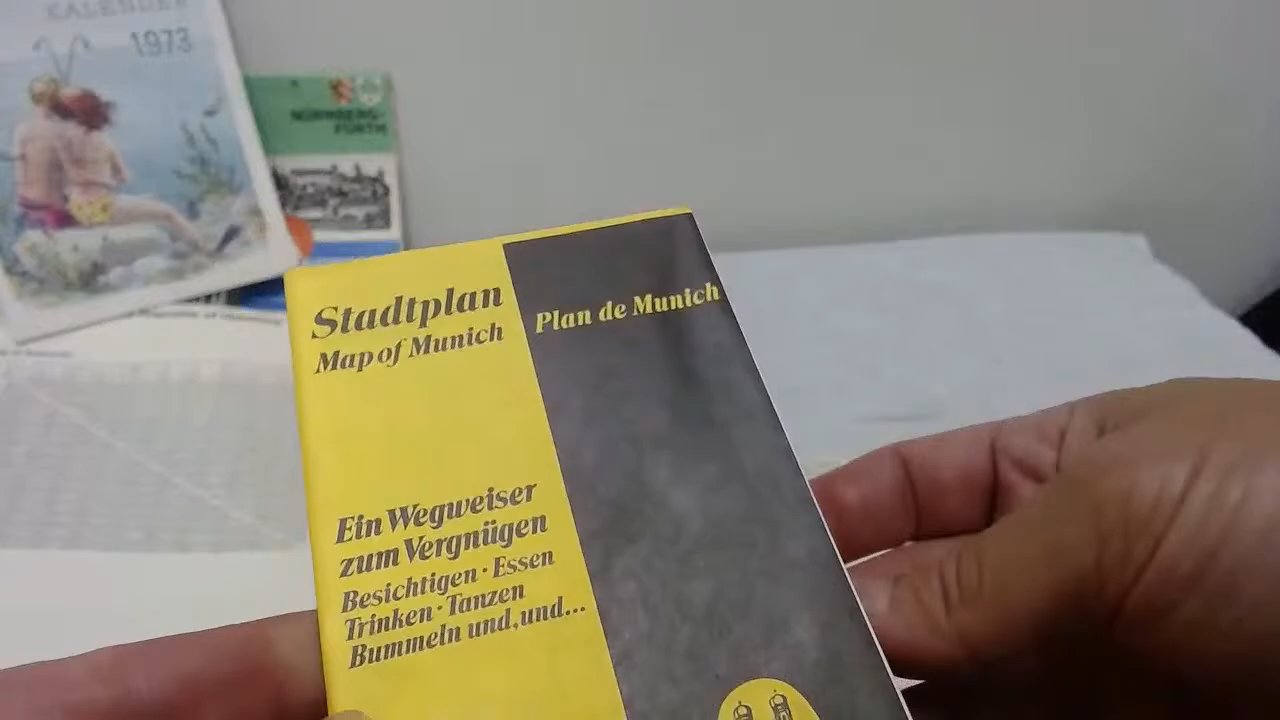 KALENDER
1973
NÜRNBERG-
FÜRTH
Stadtplan
Map of Munich
Plan de Munich
Ein Wegweiser
zum Vergnügen
Besichtigen · Essen
Trinken · Tanzen
Bummeln und, und...